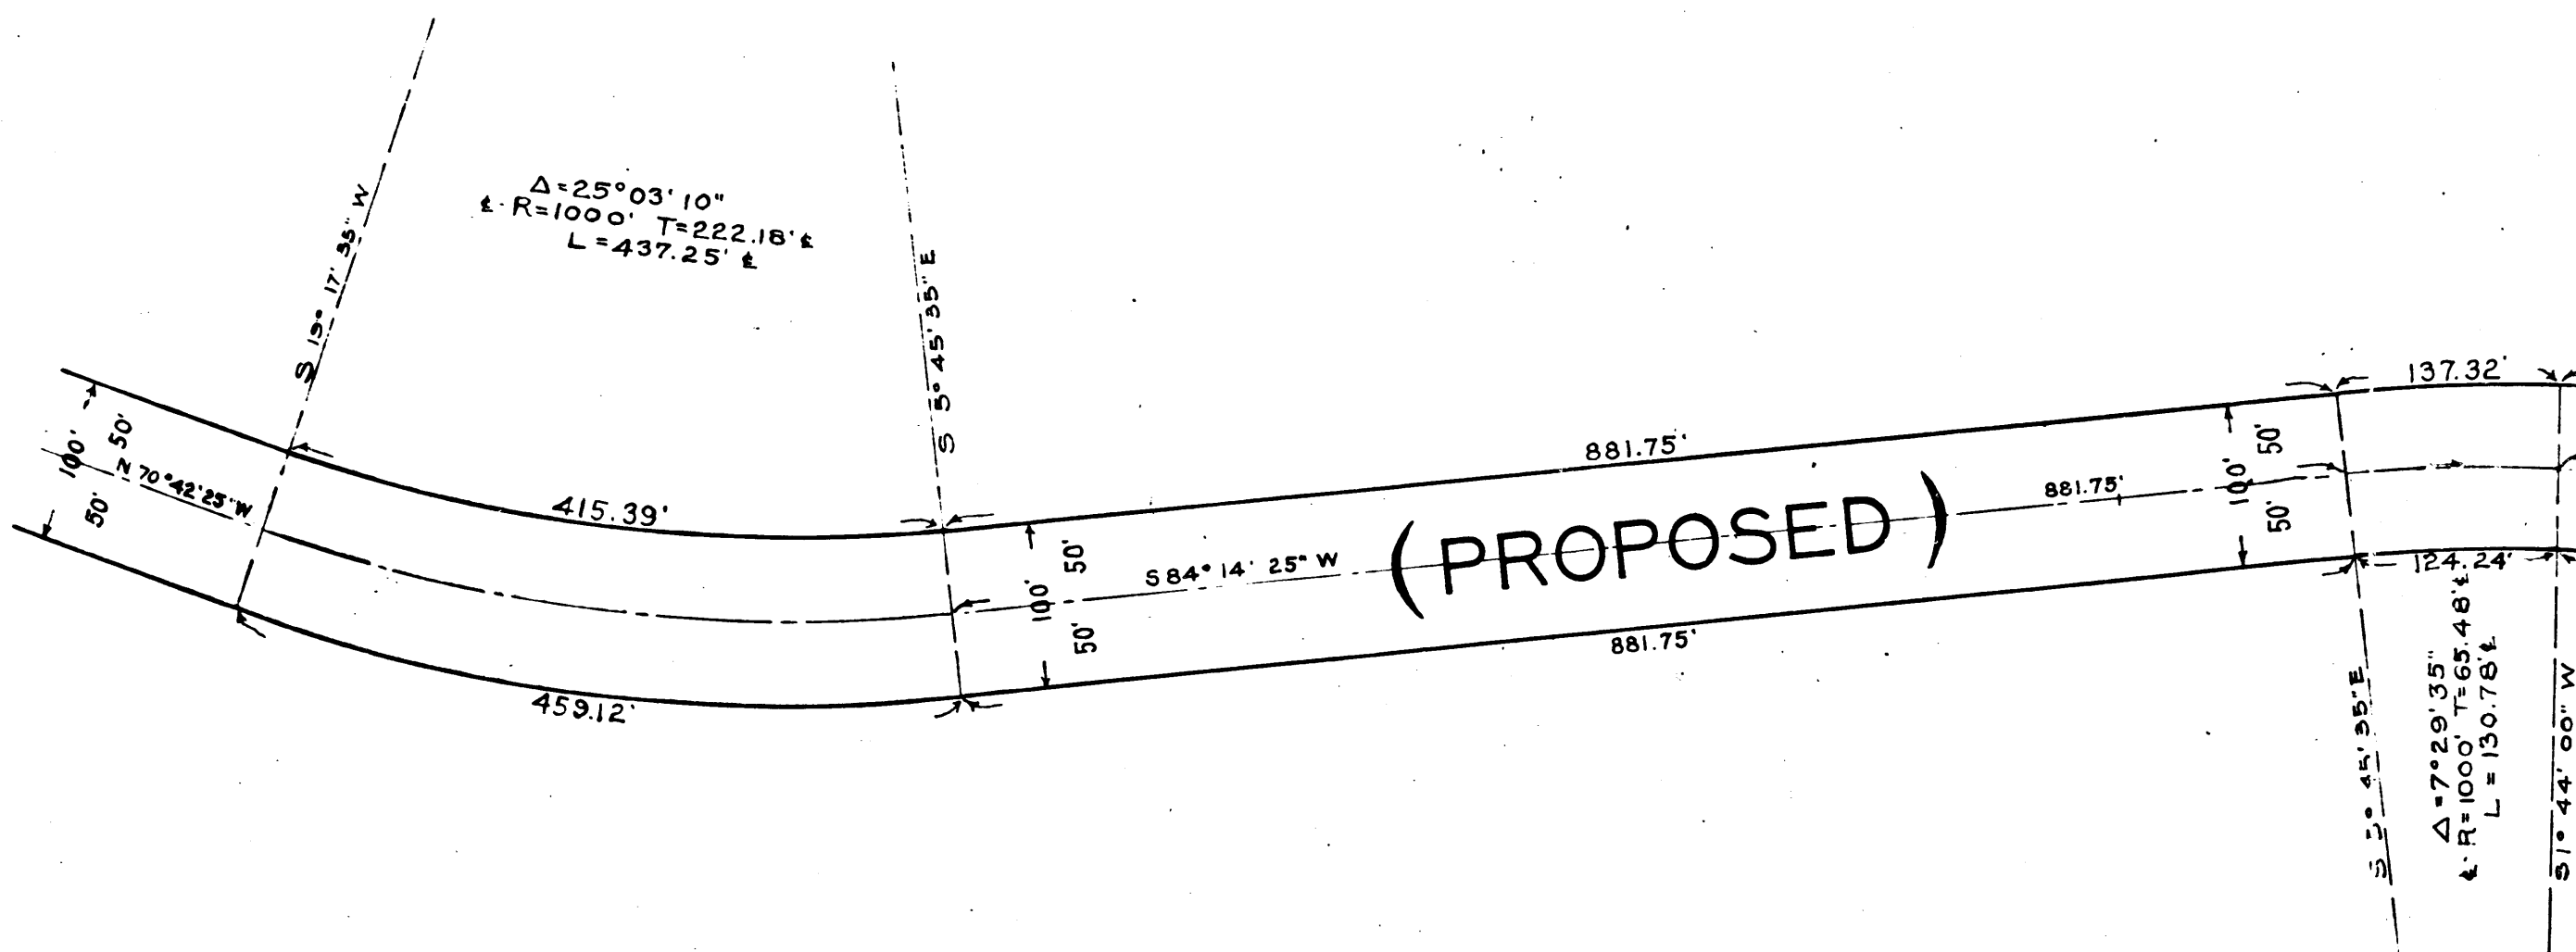 S 19° 17' 35" W
Δ=25°03'10"
℄ R=1000' T=222.18' ℄
L=437.25' ℄
S 5° 45' 35" E
100'
50'
50'
N 70°42'25" W
415.39'
459.12'
S 84° 14' 25" W
100'
50'
50'
(PROPOSED)
881.75'
881.75'
881.75'
100'
50'
50'
137.32'
124.24'
S 5° 45' 35" E
Δ=7°29'35"
℄ R=1000' T=65.48' ℄
L=130.78' ℄
S 1° 44' 00" W